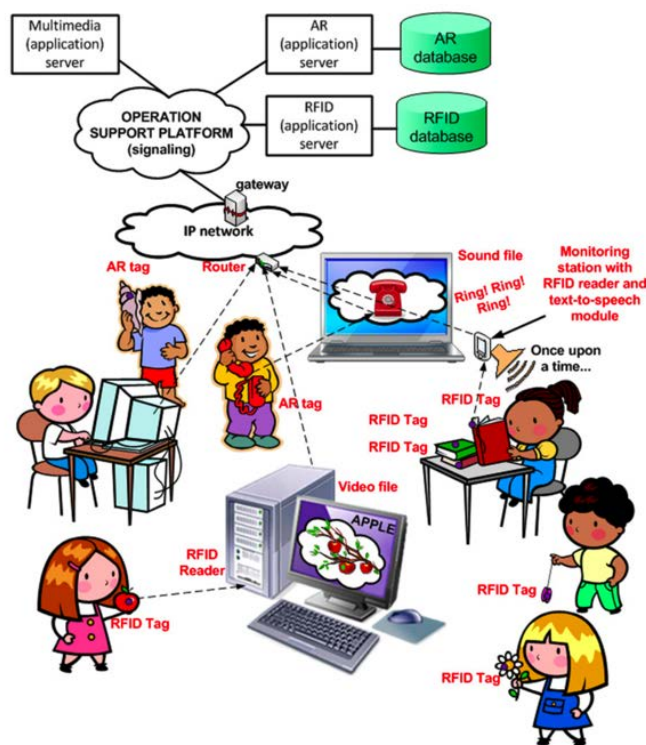 Multimedia
(application)
server
AR
(application)
server
AR
database
OPERATION
SUPPORT PLATFORM
(signaling)
RFID
(application)
server
RFID
database
gateway
IP network
AR tag
Router
Sound file
Ring! Ring!
Ring!
Monitoring
station with
RFID reader and
text-to-speech
module
Once upon
a time...
AR tag
RFID Tag
RFID Tag
RFID Tag
Video file
APPLE
RFID
Reader
RFID Tag
RFID Tag
RFID Tag